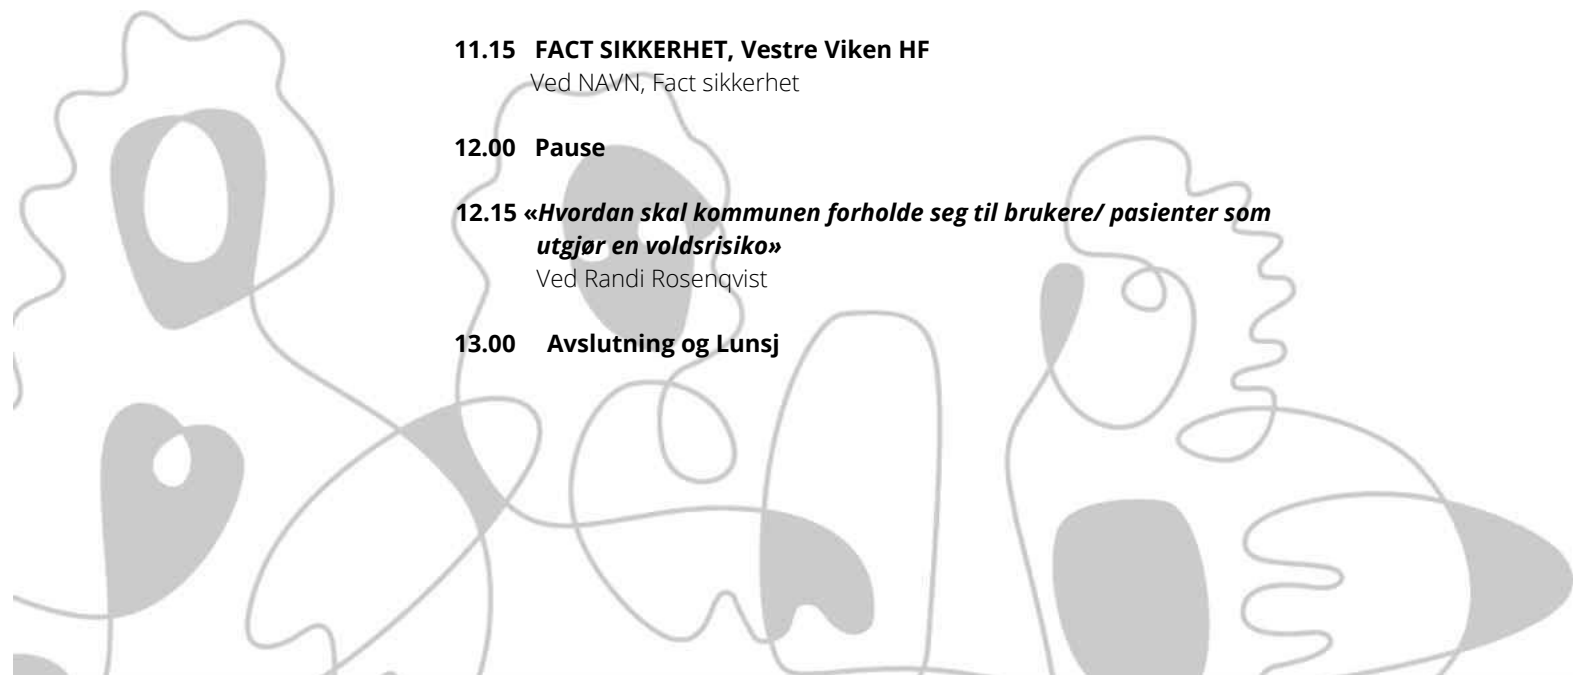 11.15 FACT SIKKERHET, Vestre Viken HF
Ved NAVN, Fact sikkerhet
12.00 Pause
12.15 «Hvordan skal kommunen forholde seg til brukere/ pasienter som
utgjør en voldsrisiko»
Ved Randi Rosenqvist
13.00 Avslutning og Lunsj